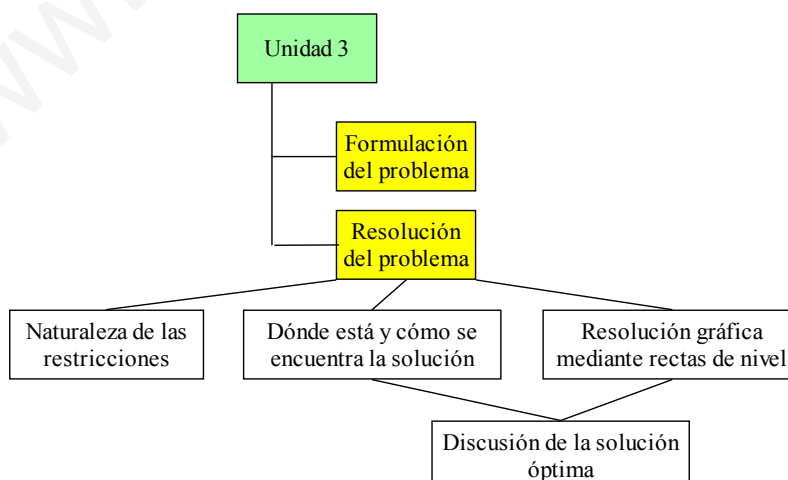 Unidad 3
Formulación
del problema
Resolución
del problema
Naturaleza de las
restricciones
Dónde está y cómo se
encuentra la solución
Resolución gráfica
mediante rectas de nivel
Discusión de la solución
óptima